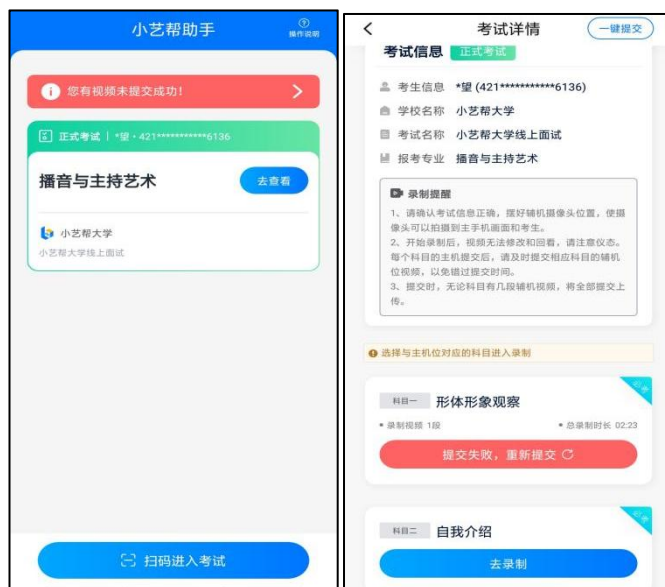 小艺帮助手
操作说明
您有视频未提交成功!
正式考试 | *望·421***********6136
播音与主持艺术
去查看
小艺帮大学
小艺帮大学线上面试
扫码进入考试
考试详情
一键提交
考试信息 正式考试
考生信息 *望 (421***********6136)
学校名称 小艺帮大学
考试名称 小艺帮大学线上面试
报考专业 播音与主持艺术
录制提醒
1、请确认考试信息正确,摆好辅机摄像头位置,使摄
像头可以拍摄到主手机画面和考生。
2、开始录制后,视频无法修改和回看,请注意仪态。
每个科目的主机提交后,请及时提交相应科目的辅机
位视频,以免错过提交时间。
3、提交时,无论科目有几段辅机视频,将全部提交上
传。
选择与主机位对应的科目进入录制
必考
科目一 形体形象观察
录制视频 1段
总录制时长 02:23
提交失败,重新提交
必考
科目二 自我介绍
去录制